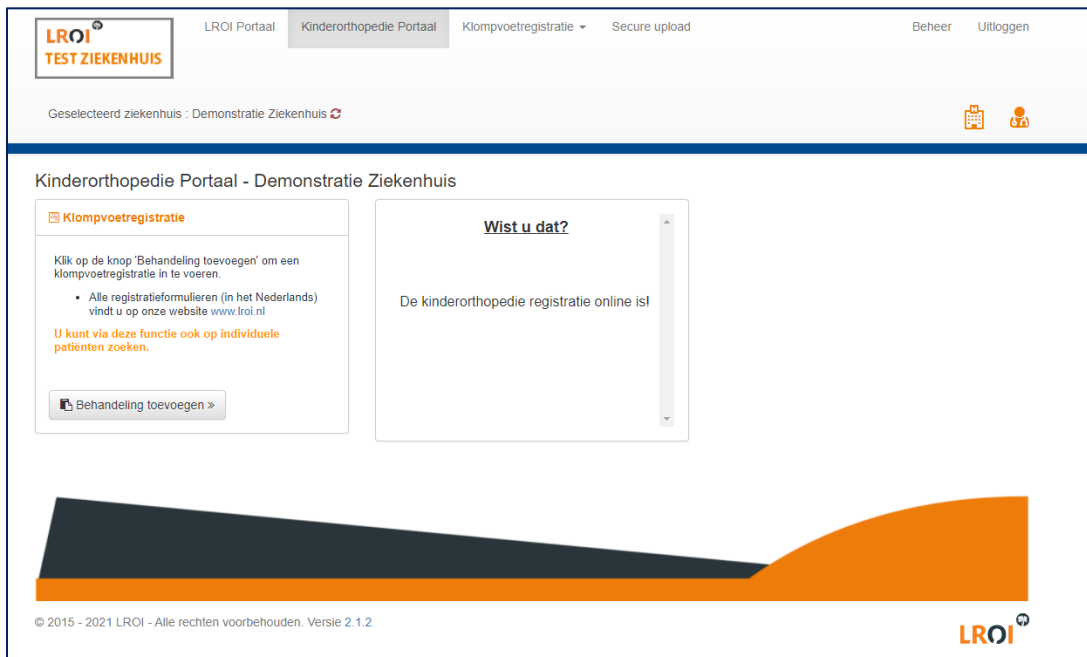 LROI
TEST ZIEKENHUIS
LROI Portaal
Kinderorthopedie Portaal
Klompvoetregistratie
Secure upload
Beheer
Uitloggen
Geselecteerd ziekenhuis : Demonstratie Ziekenhuis
Kinderorthopedie Portaal - Demonstratie Ziekenhuis
Klompvoetregistratie
Klik op de knop 'Behandeling toevoegen' om een
klompvoetregistratie in te voeren.
• Alle registratieformulieren (in het Nederlands)
vindt u op onze website www.lroi.nl
U kunt via deze functie ook op individuele
patiënten zoeken.
Behandeling toevoegen »
Wist u dat?
De kinderorthopedie registratie online is!
© 2015 - 2021 LROI - Alle rechten voorbehouden. Versie 2.1.2
LROI